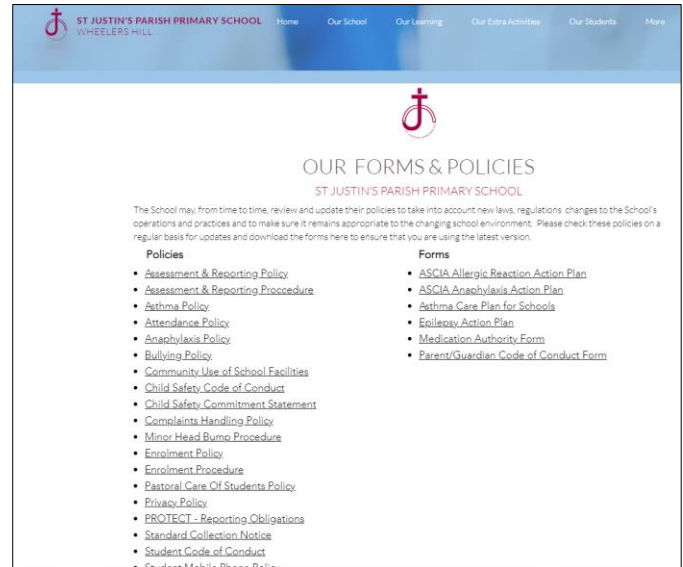 ST JUSTIN'S PARISH PRIMARY SCHOOL
WHEELERS HILL
Home Our School Our Learning Our Extra Activities Our Students More
OUR FORMS & POLICIES
ST JUSTIN'S PARISH PRIMARY SCHOOL
The School may, from time to time, review and update their policies to take into account new laws, regulations changes to the School's
operations and practices and to make sure it remains appropriate to the changing school environment. Please check these policies on a
regular basis for updates and download the forms here to ensure that you are using the latest version.
Policies
Assessment & Reporting Policy
Assessment & Reporting Proccedure
Asthma Policy
Attendance Policy
Anaphylaxis Policy
Bullying Policy
Community Use of School Facilities
Child Safety Code of Conduct
Child Safety Commitment Statement
Complaints Handling Policy
Minor Head Bump Procedure
Enrolment Policy
Enrolment Procedure
Pastoral Care Of Students Policy
Privacy Policy
PROTECT - Reporting Obligations
Standard Collection Notice
Student Code of Conduct
Student Mobile Phone Policy
Forms
ASCIA Allergic Reaction Action Plan
ASCIA Anaphylaxis Action Plan
Asthma Care Plan for Schools
Epilepsy Action Plan
Medication Authority Form
Parent/Guardian Code of Conduct Form